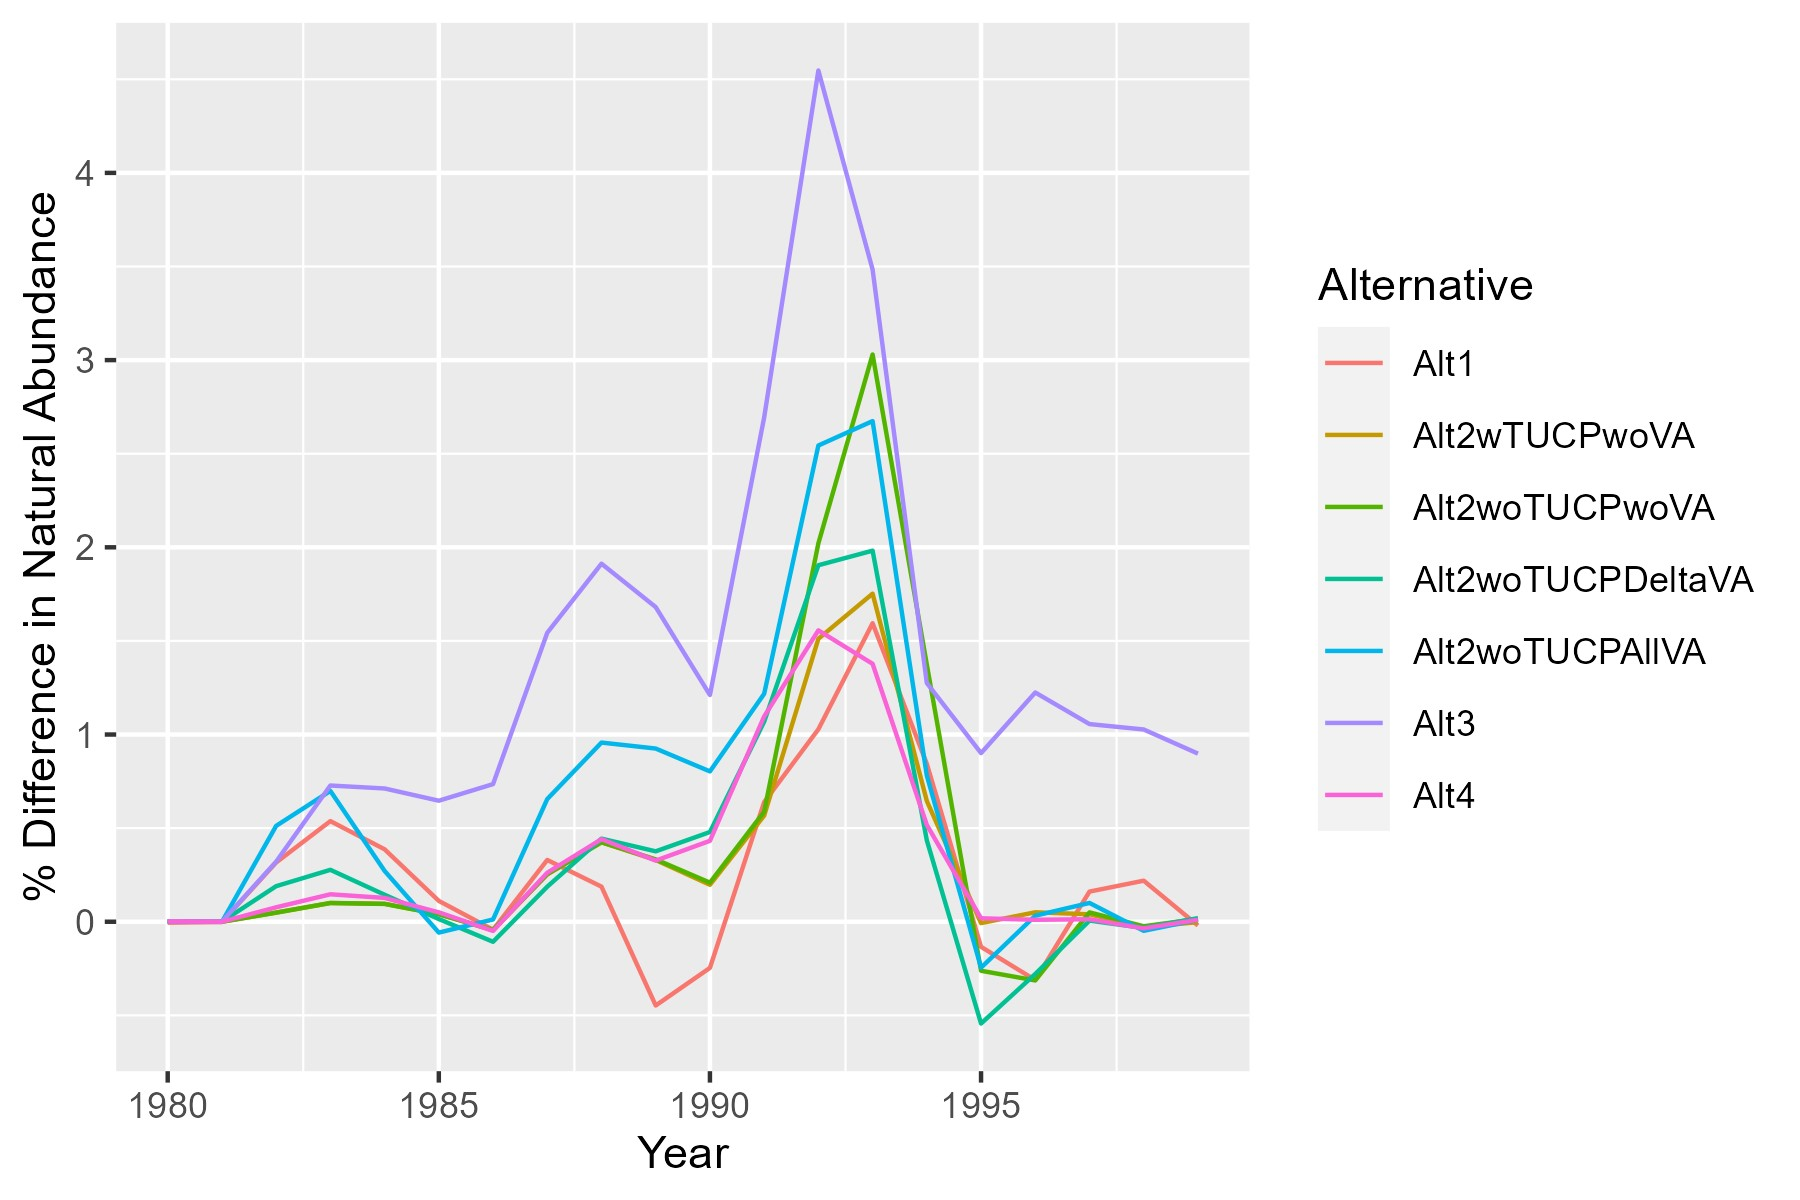 % Difference in Natural Abundance
4
3
2
1
0
1980
1985
1990
1995
Year
Alternative
Alt1
Alt2wTUCPwoVA
Alt2woTUCPwoVA
Alt2woTUCPDeltaVA
Alt2woTUCPAllVA
Alt3
Alt4